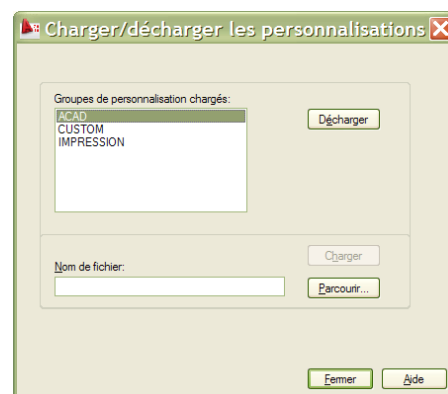 Charger/décharger les personnalisations
Groupes de personnalisation chargés:
ACAD
CUSTOM
IMPRESSION
Décharger
Charger
Nom de fichier:
Parcourir...
Fermer
Aide